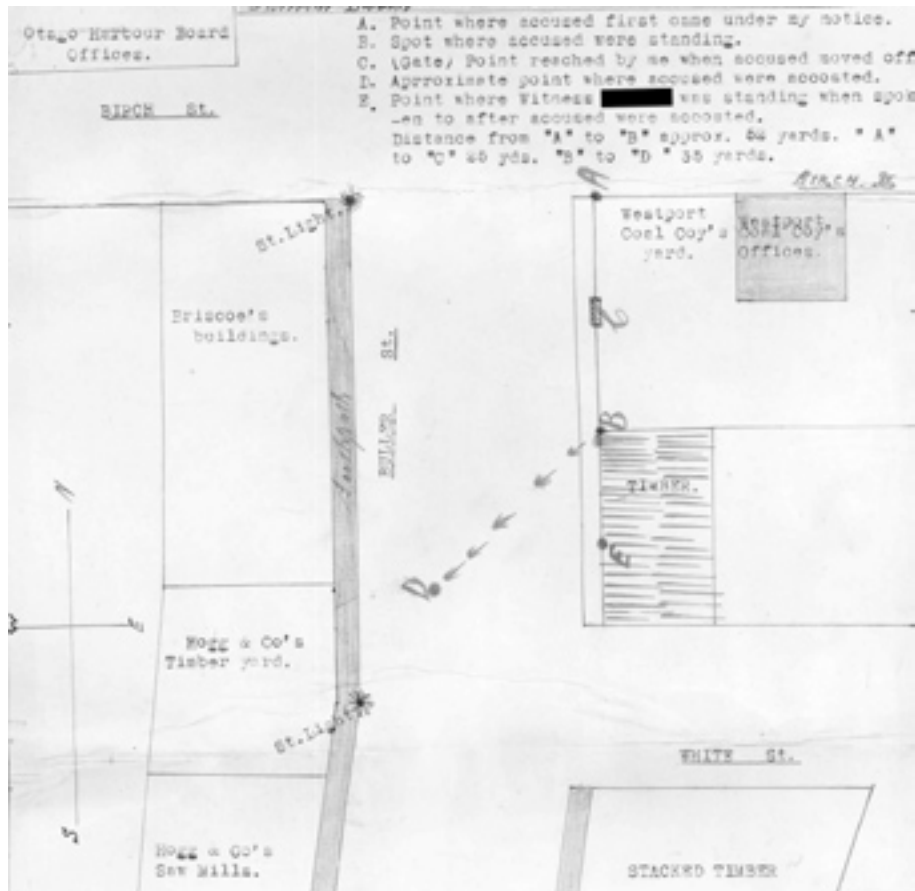 Otago Harbour Board
Offices.
A. Point where accused first came under my notice.
B. Spot where accused were standing.
C. (Gate) Point reached by me when accused moved off
D. Approximate point where accused were accosted.
E. Point where Witness was standing when spok
-en to after accused were accosted.
Distance from "A" to "B" approx. yards. "A"
to "C" 25 yds. "B" to "D" 35 yards.
BIRCH St.
BIRCH St
A
St.Light.
Westport
Coal Coy's
yard.
Westport
Coal Coy's
Offices.
Briscoe's
buildings.
C
St.
BULLER
Footpath
B
TIMBER.
E
D
N
W
E
S
Hogg & Co's
Timber yard.
St.Light
WHITE St.
Hogg & Co's
Saw Mills.
STACKED TIMBER